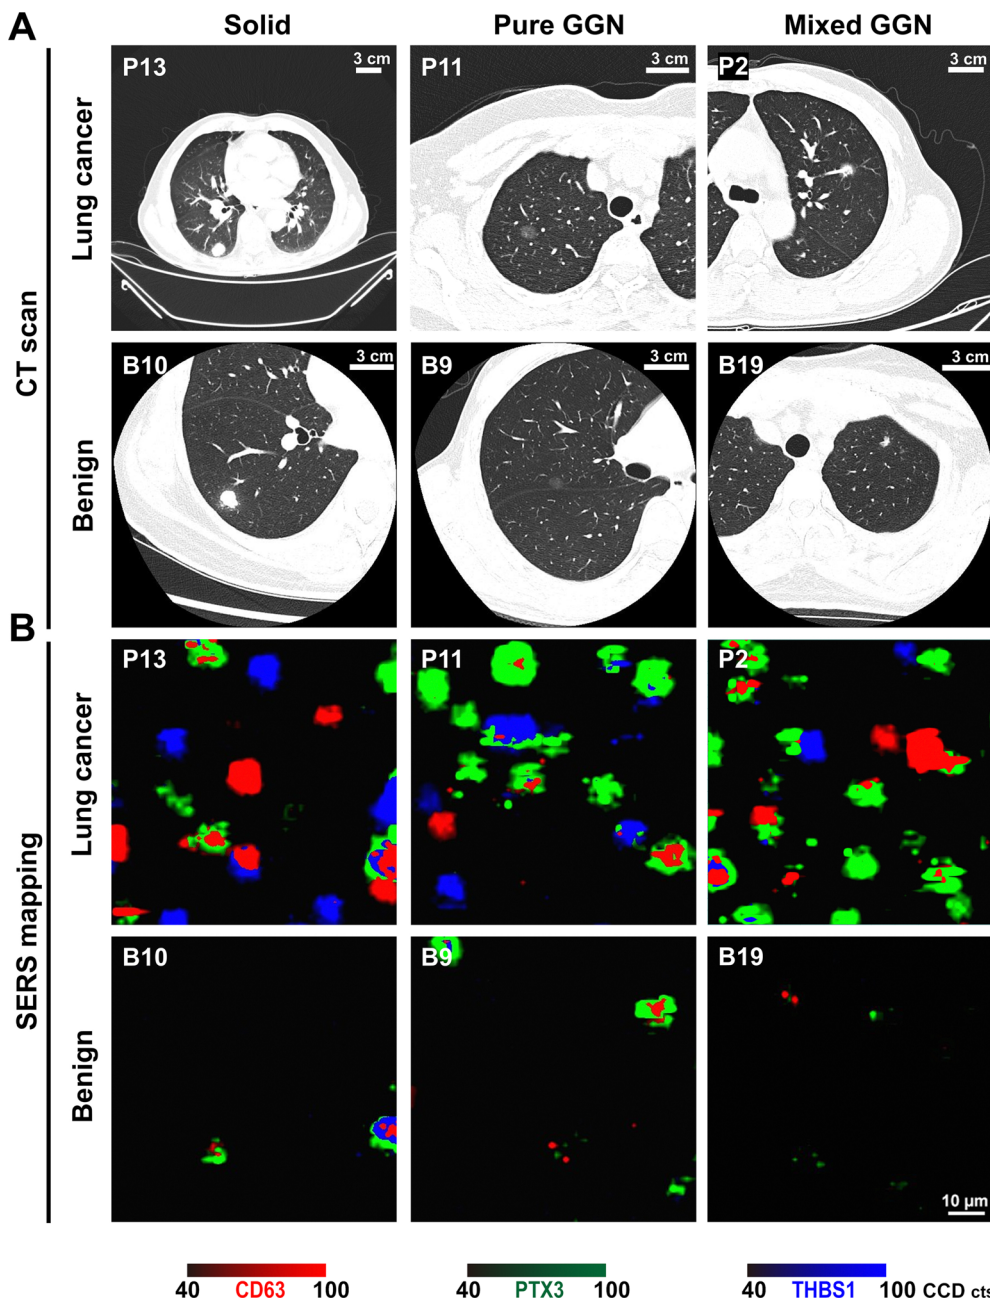 A
Solid
Pure GGN
Mixed GGN
CT scan
Lung cancer
P13
3 cm
P11
3 cm
P2
3 cm
Benign
B10
3 cm
B9
3 cm
B19
3 cm
B
SERS mapping
Lung cancer
P13
P11
P2
Benign
B10
B9
B19
10 µm
40 CD63 100
40 PTX3 100
40 THBS1 100 CCD cts